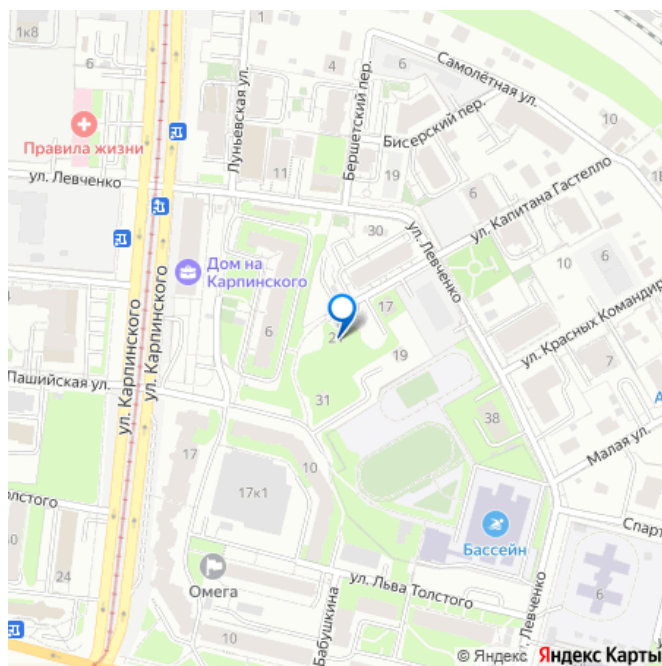 1к8
6
1
4
6
Самолётная ул.
10
Правила жизни
Луньевская ул.
Бершетский пер.
Бисерский пер.
11
19
6
ул. Левченко
30
ул. Капитана Гастелло
ул. Левченко
10
6
Дом на
Карпинского
6
17
ул. Карпинского
ул. Карпинского
19
ул. Красных Командир
7
Пашийская ул.
31
38
Малая ул.
17
10
17к1
олстого
Бассейн
Спарт
40
24
Омега
ул. Льва Толстого
6
10
Бабушкина
Левченко
© Яндекс Яндекс Карты